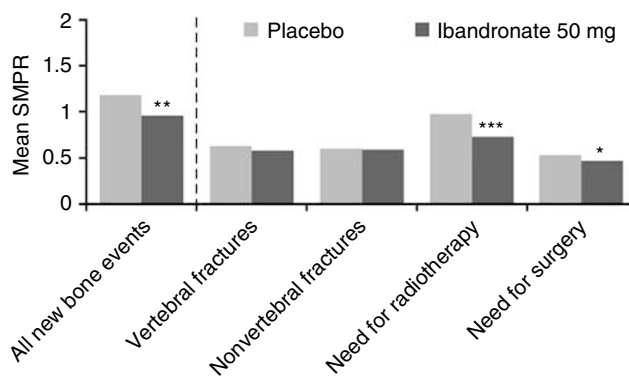 2
Placebo
Ibandronate 50 mg
1.5
1
0.5
0
Mean SMPR
**
***
*
All new bone events
Vertebral fractures
Nonvertebral fractures
Need for radiotherapy
Need for surgery